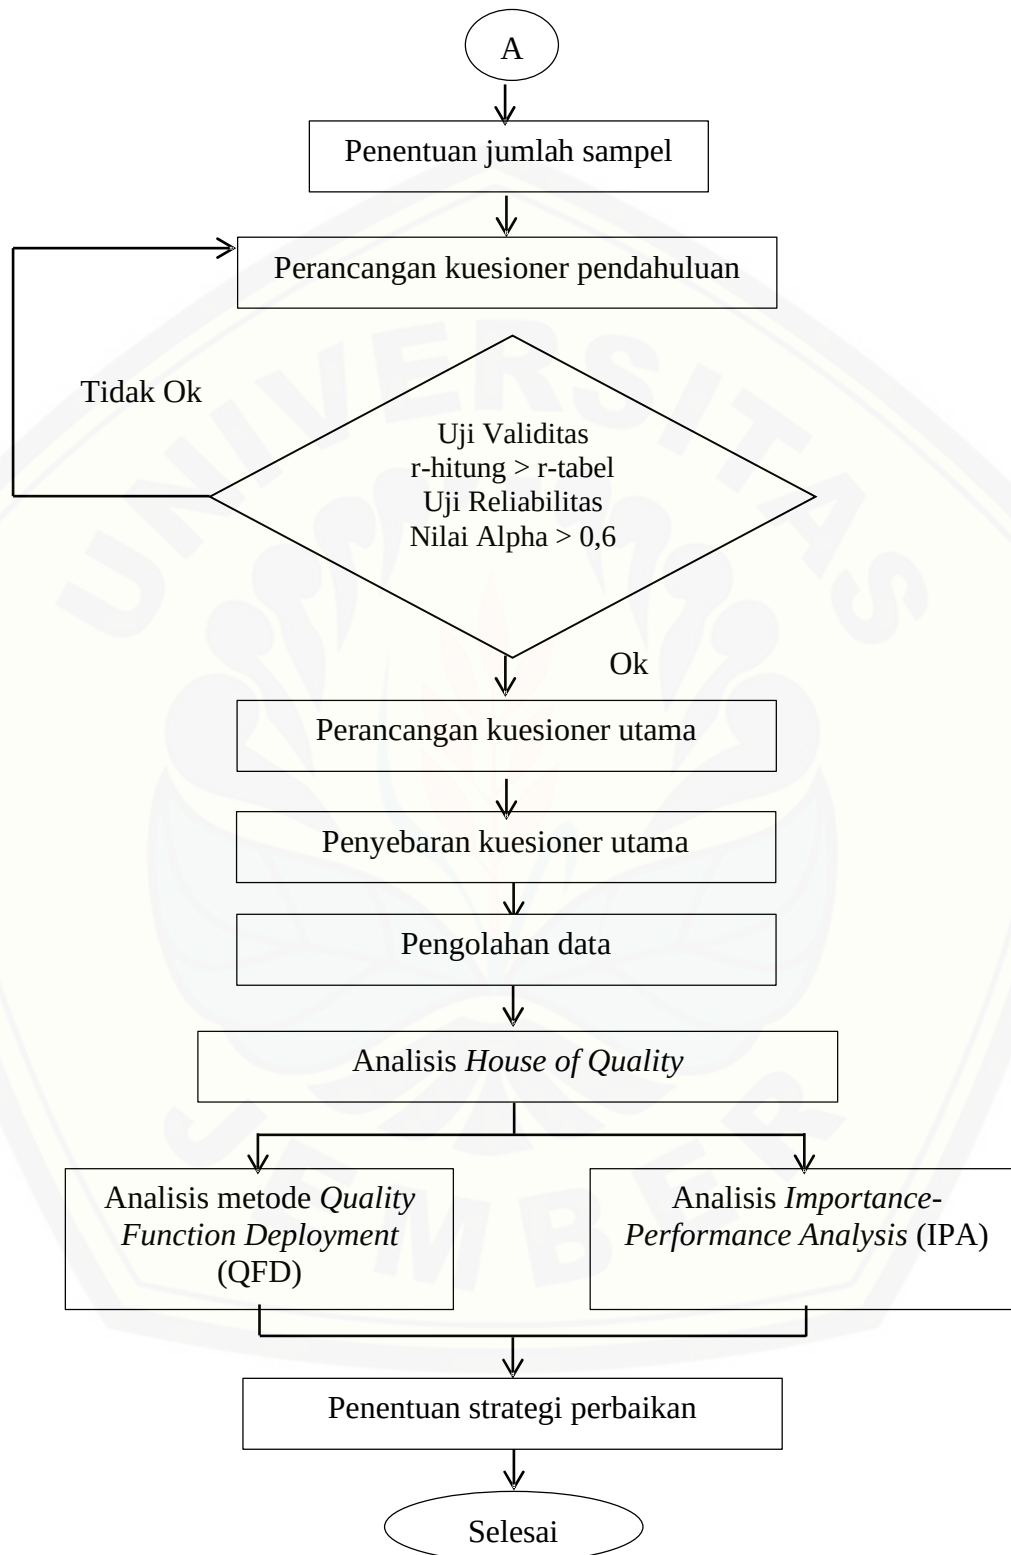 A
Penentuan jumlah sampel
Perancangan kuesioner pendahuluan
Tidak Ok
Uji Validitas
r-hitung > r-tabel
Uji Reliabilitas
Nilai Alpha > 0,6
Ok
Perancangan kuesioner utama
Penyebaran kuesioner utama
Pengolahan data
Analisis House of Quality
Analisis metode Quality
Function Deployment
(QFD)
Analisis Importance-
Performance Analysis (IPA)
Penentuan strategi perbaikan
Selesai
UNIVERSITAS
JEMBER